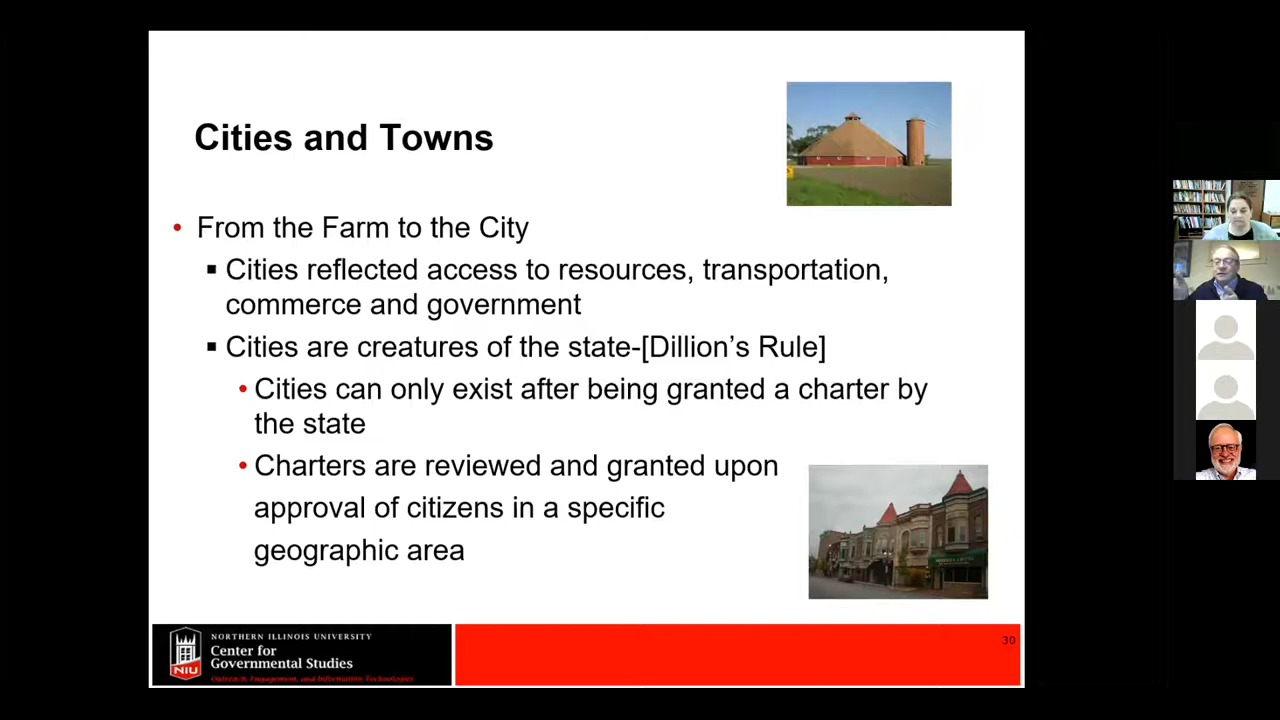 Cities and Towns
• From the Farm to the City
▪ Cities reflected access to resources, transportation,
commerce and government
▪ Cities are creatures of the state-[Dillion's Rule]
• Cities can only exist after being granted a charter by
the state
• Charters are reviewed and granted upon
approval of citizens in a specific
geographic area
NORTHERN ILLINOIS UNIVERSITY
Center for
Governmental Studies
Outreach, Engagement, and Information Technologies
NIU
30